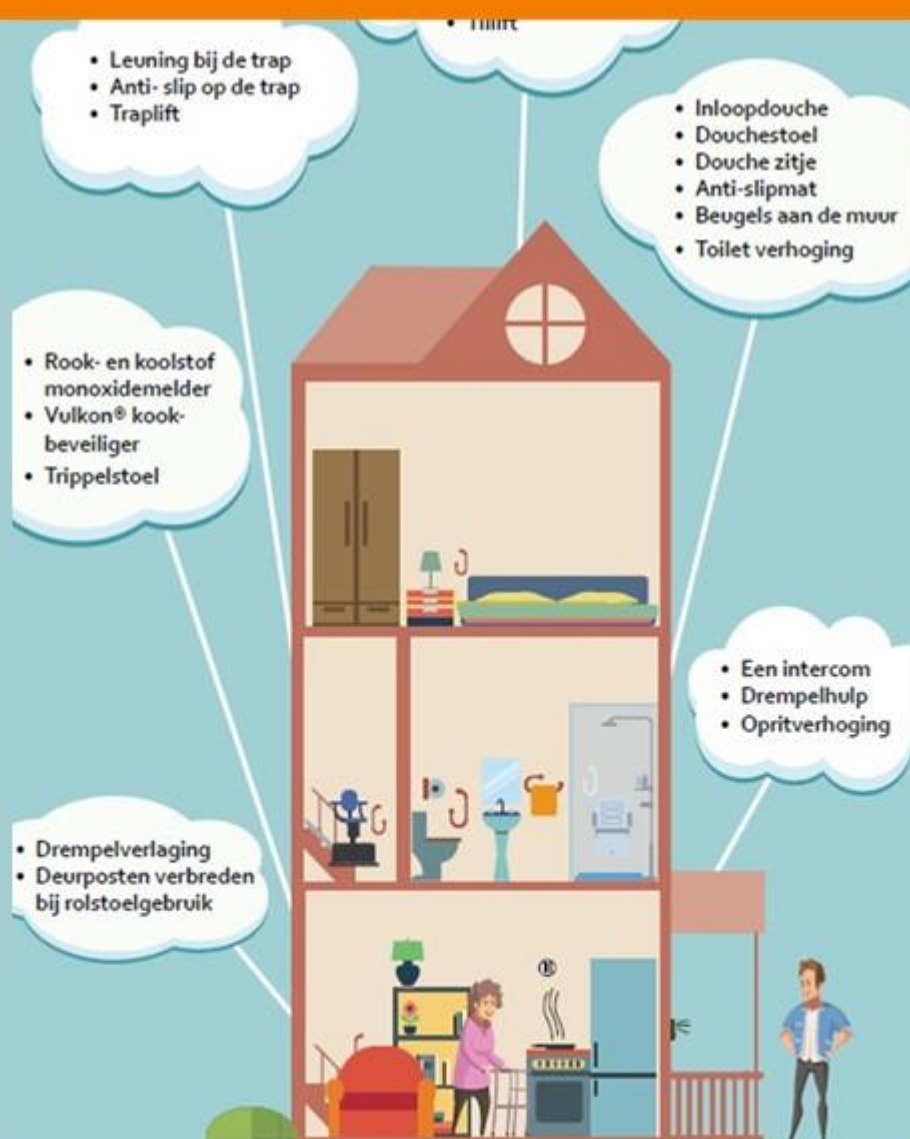 • Tillift
• Leuning bij de trap
• Anti- slip op de trap
• Traplift
• Inloopdouche
• Douchestoel
• Douche zitje
• Anti-slipmat
• Beugels aan de muur
• Toilet verhoging
• Rook- en koolstof
monoxidemelder
• Vulkon® kook-
beveiliger
• Trippelstoel
• Een intercom
• Drempelhulp
• Opritverhoging
• Drempelverlaging
• Deurposten verbreden
bij rolstoelgebruik